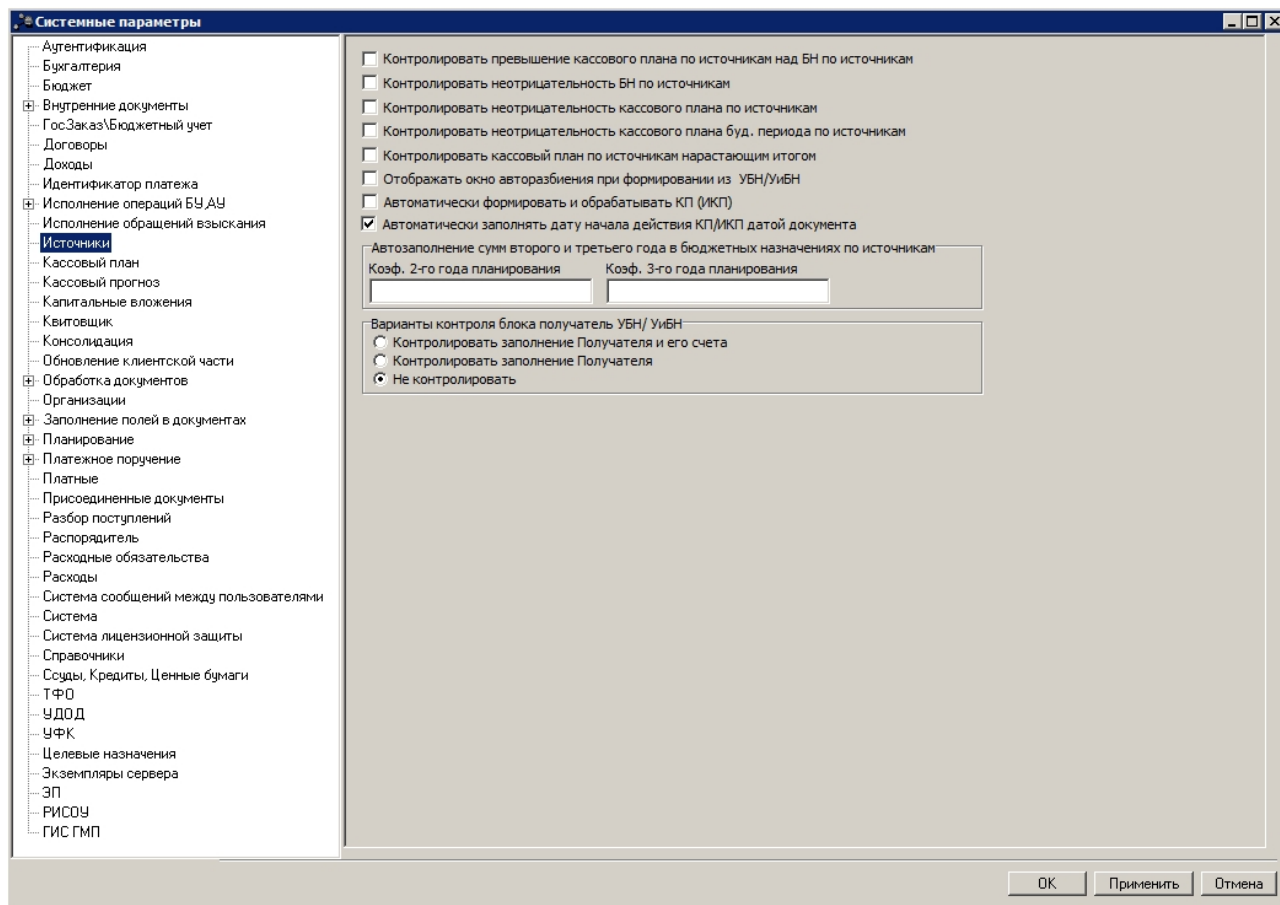 Системные параметры
Аутентификация
Бухгалтерия
Бюджет
Внутренние документы
ГосЗаказ\Бюджетный учет
Договоры
Доходы
Идентификатор платежа
Исполнение операций БУ,АУ
Исполнение обращений взыскания
Источники
Кассовый план
Кассовый прогноз
Капитальные вложения
Квитовщик
Консолидация
Обновление клиентской части
Обработка документов
Организации
Заполнение полей в документах
Планирование
Платежное поручение
Платные
Присоединенные документы
Разбор поступлений
Распорядитель
Расходные обязательства
Расходы
Система сообщений между пользователями
Система
Система лицензионной защиты
Справочники
Ссуды, Кредиты, Ценные бумаги
ТФО
УДОД
УФК
Целевые назначения
Экземпляры сервера
ЭП
РИСОУ
ГИС ГМП
Контролировать превышение кассового плана по источникам над БН по источникам
Контролировать неотрицательность БН по источникам
Контролировать неотрицательность кассового плана по источникам
Контролировать неотрицательность кассового плана буд. периода по источникам
Контролировать кассовый план по источникам нарастающим итогом
Отображать окно авторазбиения при формировании из УБН/УиБН
Автоматически формировать и обрабатывать КП (ИКП)
Автоматически заполнять дату начала действия КП/ИКП датой документа
Автозаполнение сумм второго и третьего года в бюджетных назначениях по источникам
Коэф. 2-го года планирования Коэф. 3-го года планирования
Варианты контроля блока получатель УБН/ УиБН
Контролировать заполнение Получателя и его счета
Контролировать заполнение Получателя
Не контролировать
OK Применить Отмена